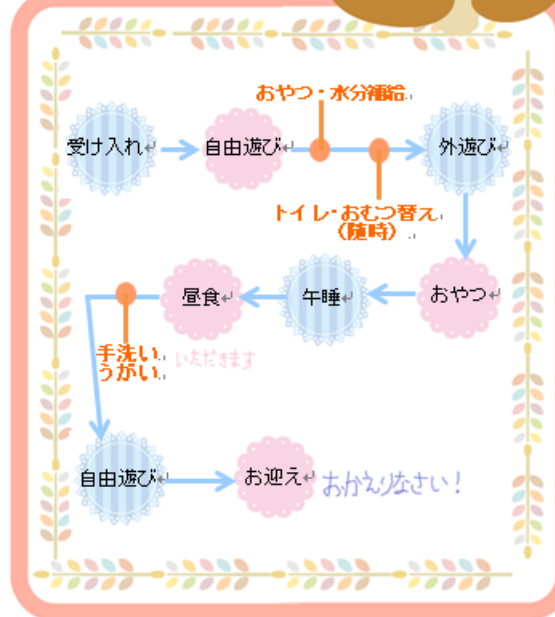 おやつ・水分補給
受け入れ
自由遊び
外遊び
トイレ・おむつ替え
(随時)
おやつ
午睡
昼食
いただきます
手洗い
うがい
自由遊び
お迎え
おかえりなさい!